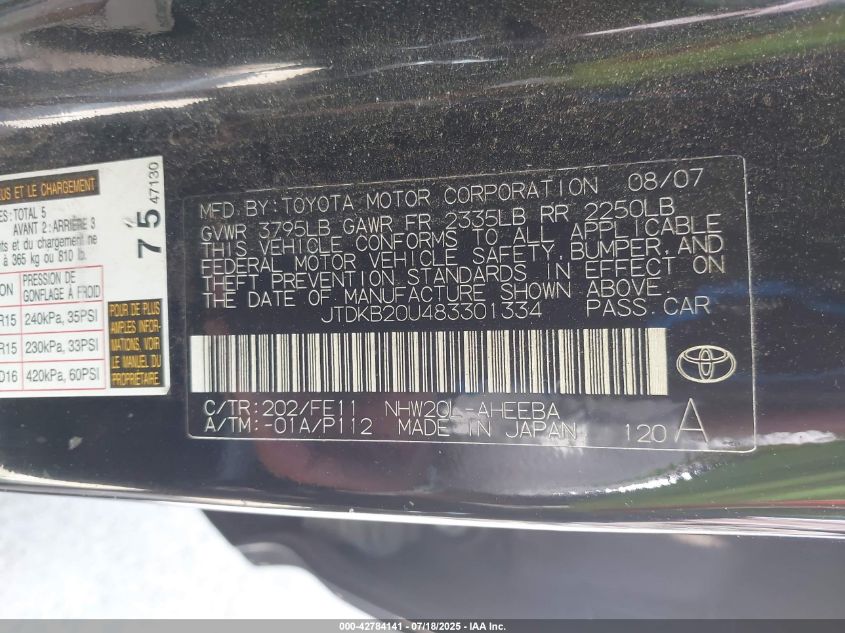 US ET LE CHARGEMENT
ES: TOTAL 5
AVANT 2: ARRIÈRE 3
ents et du chargement ne
à 365 kg ou 810 lb.
ON PRESSION DE GONFLAGE À FROID
R15 240kPa, 35PSI
R15 230kPa, 33PSI
D16 420kPa, 60PSI
POUR DE PLUS
AMPLES INFOR-
MATIONS, VOIR
LE MANUEL DU
PROPRIÉTAIRE
75 47130
MFD. BY: TOYOTA MOTOR CORPORATION 08/07
GVWR 3795LB GAWR FR 2335LB RR 2250LB
THIS VEHICLE CONFORMS TO ALL APPLICABLE
FEDERAL MOTOR VEHICLE SAFETY, BUMPER, AND
THEFT PREVENTION STANDARDS IN EFFECT ON
THE DATE OF MANUFACTURE SHOWN ABOVE.
JTDKB20U483301334 PASS. CAR
C/TR: 202/FE11 NHW20L-AHEEBA
A/TM: -01A/P112 MADE IN JAPAN 120 A
000-42784141 - 07/18/2025 - IAA Inc.